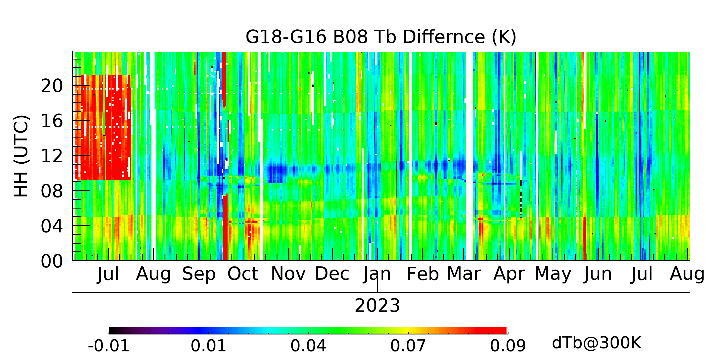 G18-G16 B08 Tb Differnce (K)
HH (UTC)
20
16
12
08
04
00
Jul Aug Sep Oct Nov Dec Jan Feb Mar Apr May Jun Jul Aug
2023
-0.01 0.01 0.04 0.07 0.09 dTb@300K